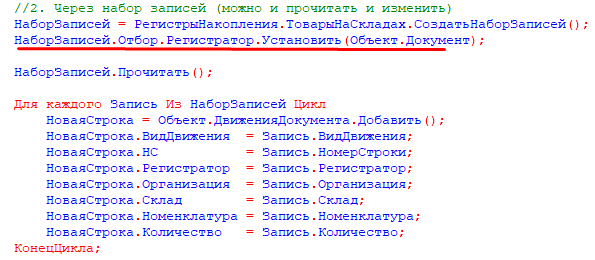 //2. Через набор записей (можно и прочитать и изменить)
НаборЗаписей = РегистрыНакопления.ТоварыНаСкладах.СоздатьНаборЗаписей();
НаборЗаписей.Отбор.Регистратор.Установить(Объект.Документ);
НаборЗаписей.Прочитать();
Для каждого Запись Из НаборЗаписей Цикл
НоваяСтрока = Объект.ДвиженияДокумента.Добавить();
НоваяСтрока.ВидДвижения = Запись.ВидДвижения;
НоваяСтрока.НС = Запись.НомерСтроки;
НоваяСтрока.Регистратор = Запись.Регистратор;
НоваяСтрока.Организация = Запись.Организация;
НоваяСтрока.Склад = Запись.Склад;
НоваяСтрока.Номенклатура = Запись.Номенклатура;
НоваяСтрока.Количество = Запись.Количество;
КонецЦикла;